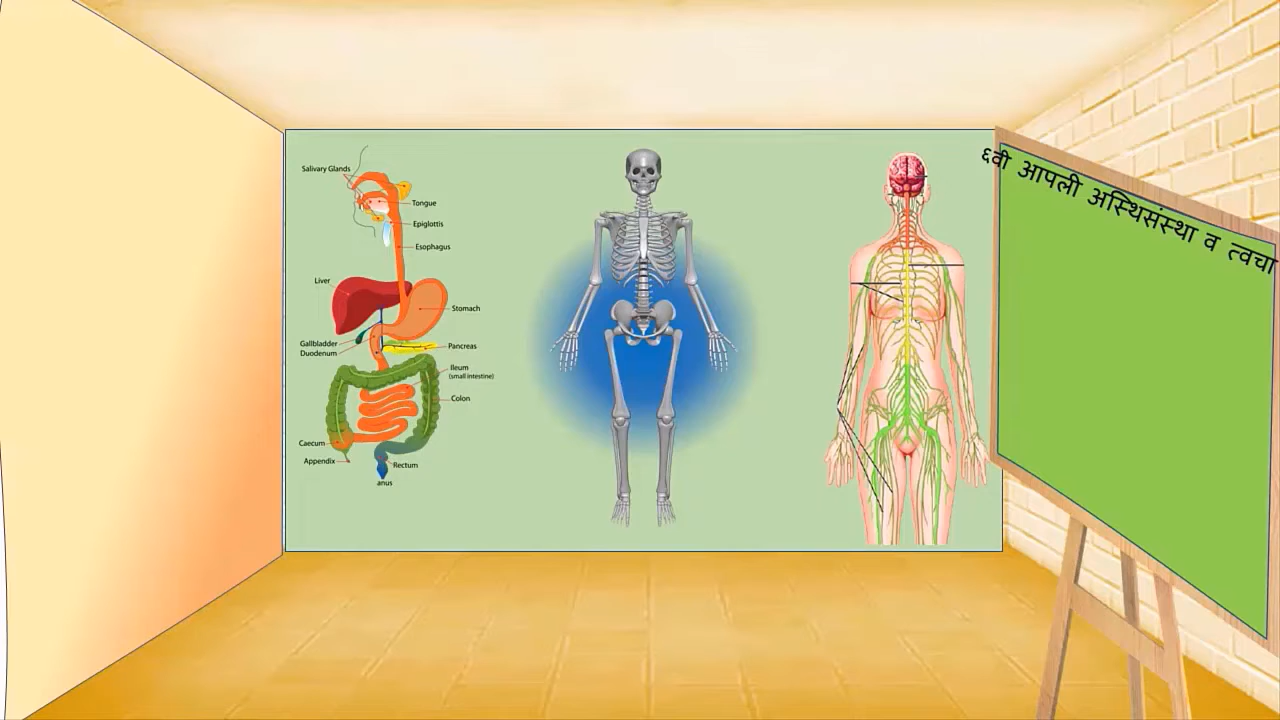 Salivary Glands
Tongue
Epiglottis
Esophagus
Liver
Stomach
Gallbladder
Duodenum
Pancreas
Ileum
(small intestine)
Colon
Caecum
Appendix
Rectum
anus
६वी आपली अस्थिसंस्था व त्वचा